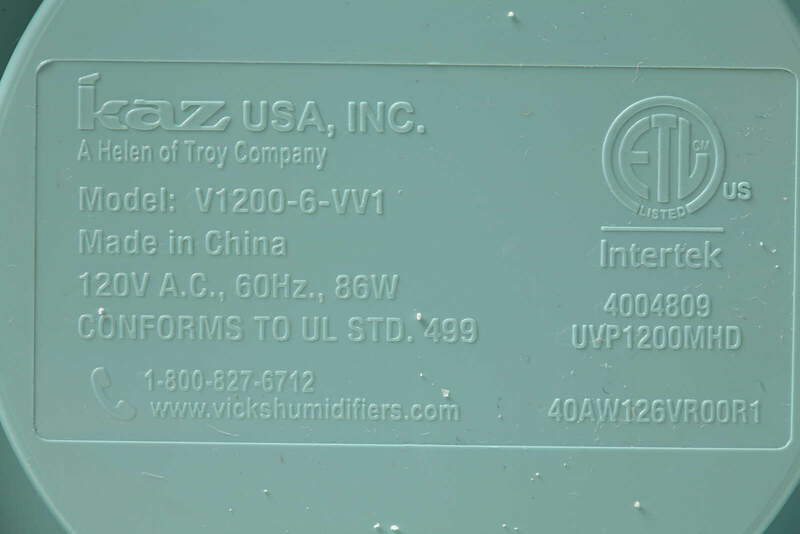 Kaz USA, INC.
A Helen of Troy Company
Model: V1200-6-VV1
Made in China
120V A.C., 60Hz., 86W
CONFORMS TO UL STD. 499
1-800-827-6712
www.vickshumidifiers.com
ETL CM
LISTED
US
Intertek
4004809
UVP1200MHD
40AW126VR00R1